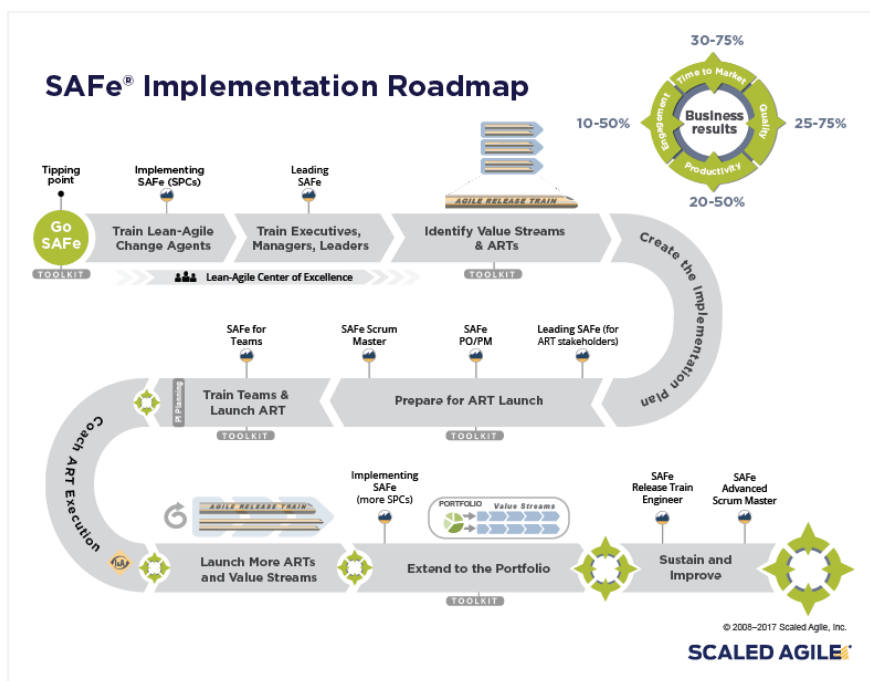 SAFe® Implementation Roadmap
30-75%
Time to Market
10-50%
Engagement
Business
results
Quality
25-75%
Productivity
20-50%
Tipping
point
Implementing
SAFe (SPCs)
Leading
SAFe
AGILE RELEASE TRAIN
Go
SAFe
Train Lean-Agile
Change Agents
Train Executives,
Managers, Leaders
Identify Value Streams
& ARTs
TOOLKIT
Lean-Agile Center of Excellence
TOOLKIT
Create the Implementation Plan
SAFe for
Teams
SAFe Scrum
Master
SAFe
PO/PM
Leading SAFe (for
ART stakeholders)
PI Planning
Train Teams &
Launch ART
Prepare for ART Launch
TOOLKIT
TOOLKIT
Coach ART Execution
I&A
AGILE RELEASE TRAIN
Implementing
SAFe
(more SPCs)
PORTFOLIO
Value Streams
SAFe
Release Train
Engineer
SAFe
Advanced
Scrum Master
Launch More ARTs
and Value Streams
Extend to the Portfolio
Sustain and
Improve
TOOLKIT
© 2008–2017 Scaled Agile, Inc.
SCALED AGILE